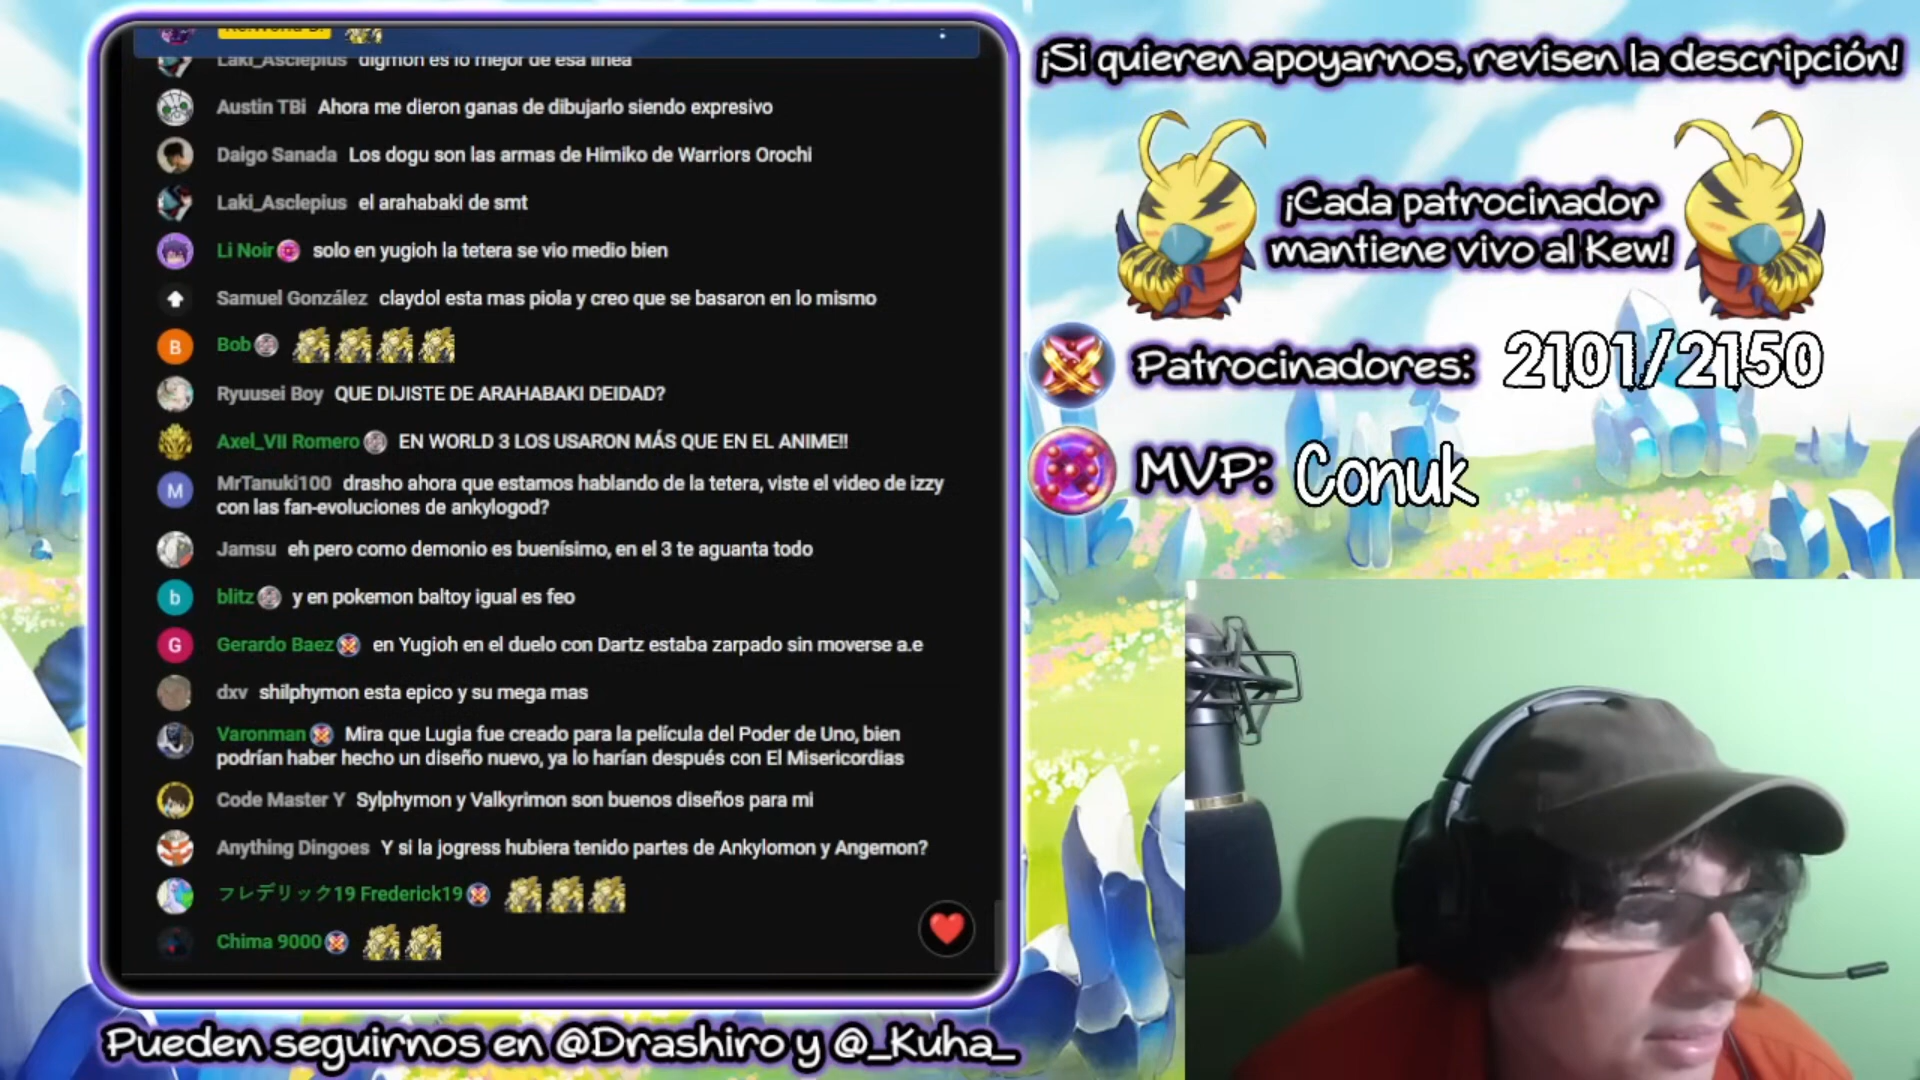 Re:World D!
Laki_Asclepius digmon es lo mejor de esa linea
Austin TBi Ahora me dieron ganas de dibujarlo siendo expresivo
Daigo Sanada Los dogu son las armas de Himiko de Warriors Orochi
Laki_Asclepius el arahabaki de smt
Li Noir solo en yugioh la tetera se vio medio bien
Samuel González claydol esta mas piola y creo que se basaron en lo mismo
B
Bob
Ryuusei Boy QUE DIJISTE DE ARAHABAKI DEIDAD?
Axel_VII Romero EN WORLD 3 LOS USARON MÁS QUE EN EL ANIME!!
M
MrTanuki100 drasho ahora que estamos hablando de la tetera, viste el video de izzy
con las fan-evoluciones de ankylogod?
Jamsu eh pero como demonio es buenísimo, en el 3 te aguanta todo
b
blitz y en pokemon baltoy igual es feo
G
Gerardo Baez en Yugioh en el duelo con Dartz estaba zarpado sin moverse a.e
dxv shilphymon esta epico y su mega mas
Varonman Mira que Lugia fue creado para la película del Poder de Uno, bien
podrían haber hecho un diseño nuevo, ya lo harían después con El Misericordias
Code Master Y Sylphymon y Valkyrimon son buenos diseños para mi
Anything Dingoes Y si la jogress hubiera tenido partes de Ankylomon y Angemon?
フレデリック19 Frederick19
Chima 9000
Pueden seguirnos en @Drashiro y @_Kuha_
¡Si quieren apoyarnos, revisen la descripción!
¡Cada patrocinador
mantiene vivo al Kew!
Patrocinadores: 2101/2150
MVP: Conuk